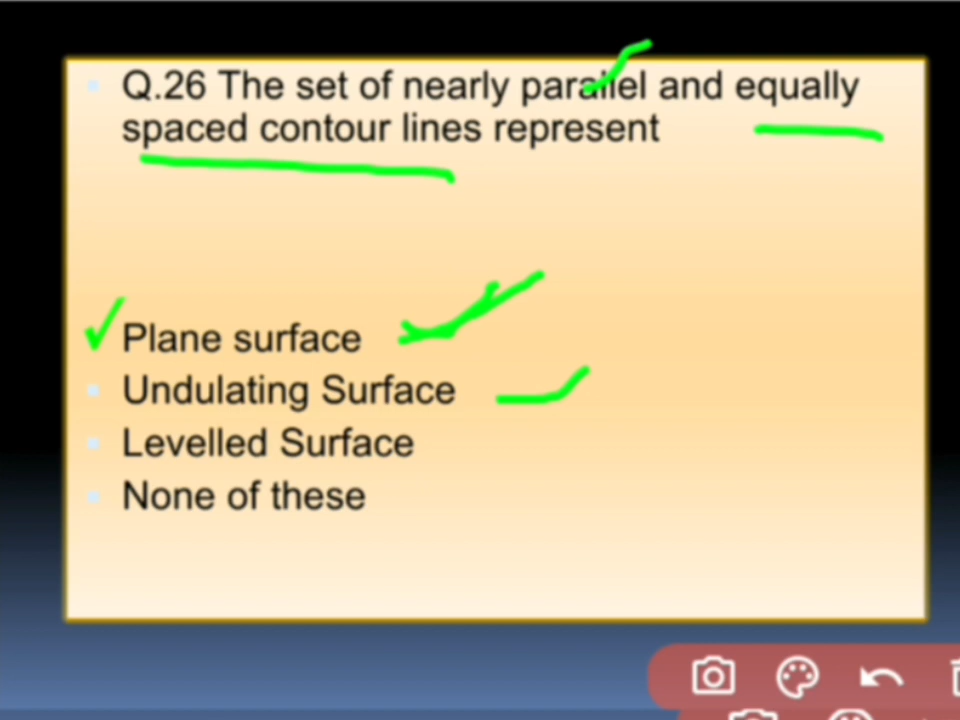 Q.26 The set of nearly parallel and equally
spaced contour lines represent
Plane surface
Undulating Surface
Levelled Surface
None of these